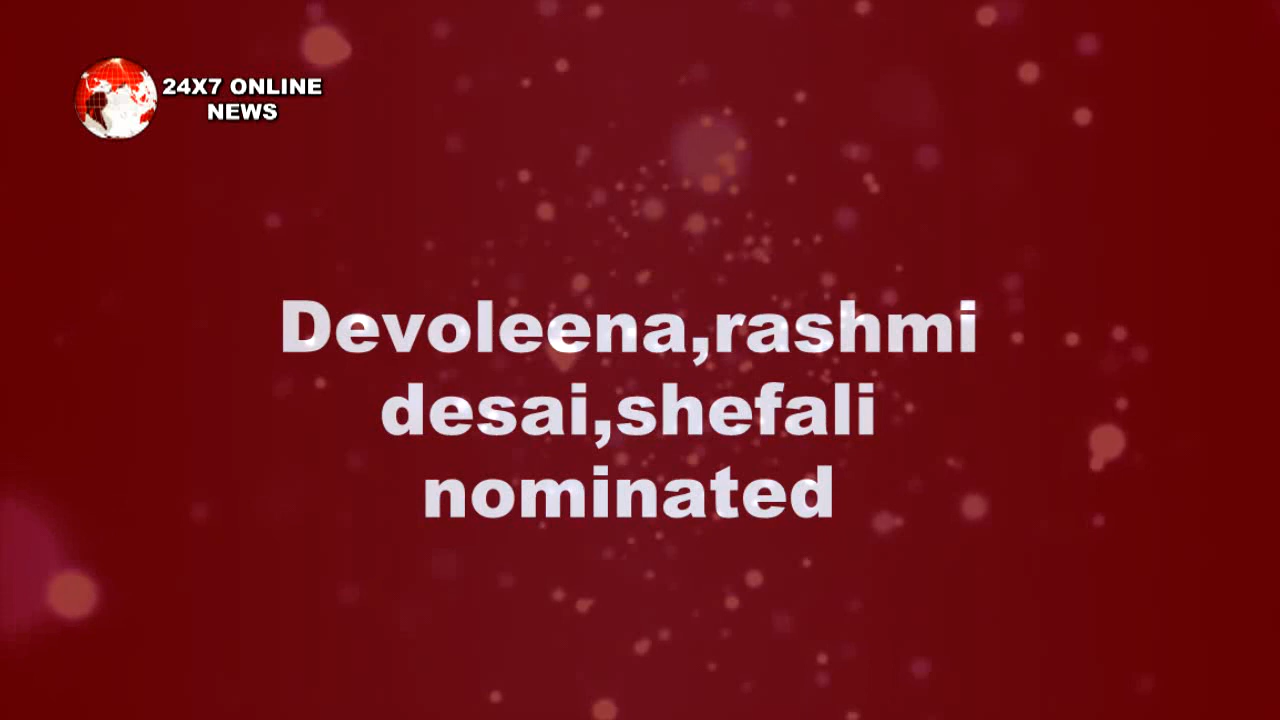 24X7 ONLINE
NEWS
Devoleena,rashmi
desai,shefali
nominated